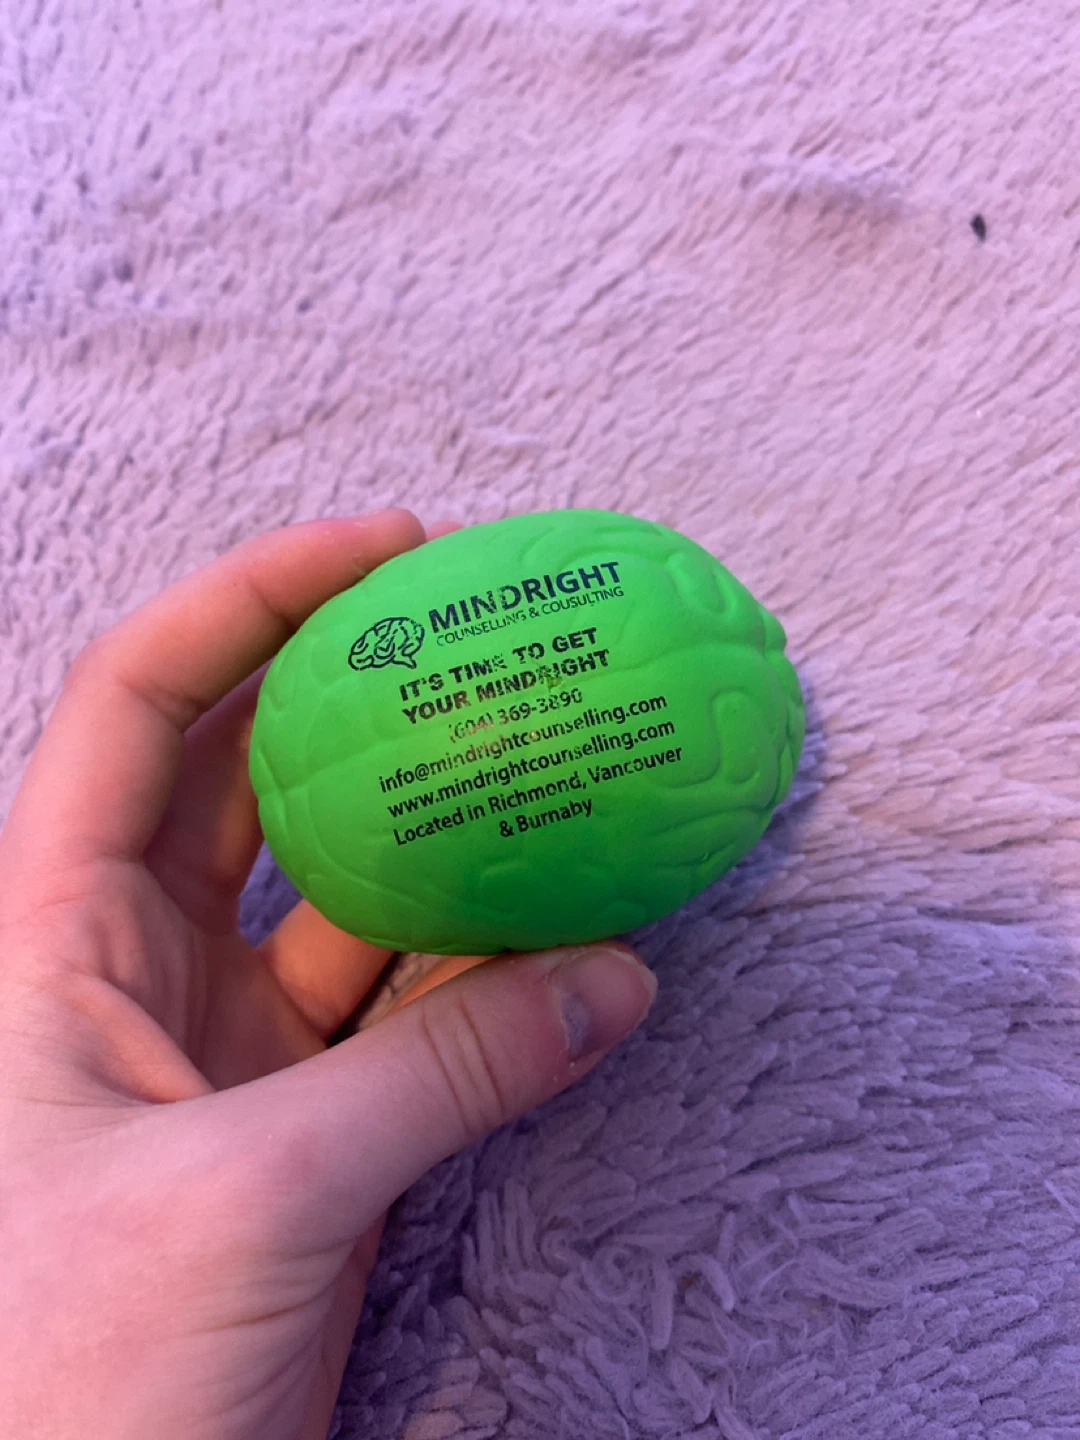 MINDRIGHT
COUNSELLING & COUSULTING
IT'S TIME TO GET
YOUR MINDRIGHT
(604) 369-3890
info@mindrightcounselling.com
www.mindrightcounselling.com
Located in Richmond, Vancouver
& Burnaby